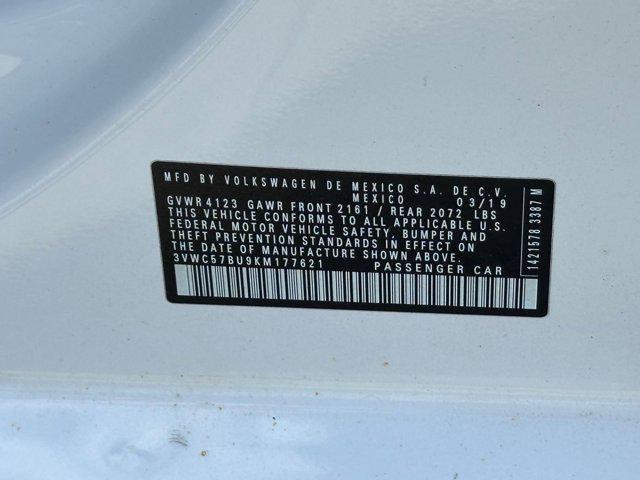 MFD BY VOLKSWAGEN DE MEXICO S.A. DE C.V.
MEXICO 03/19
GVWR 4123 GAWR FRONT 2161 / REAR 2072 LBS
THIS VEHICLE CONFORMS TO ALL APPLICABLE U.S.
FEDERAL MOTOR VEHICLE SAFETY, BUMPER AND
THEFT PREVENTION STANDARDS IN EFFECT ON
THE DATE OF MANUFACTURE SHOWN ABOVE.
3VWC57BU9KM177621 PASSENGER CAR
1421578 3387 M